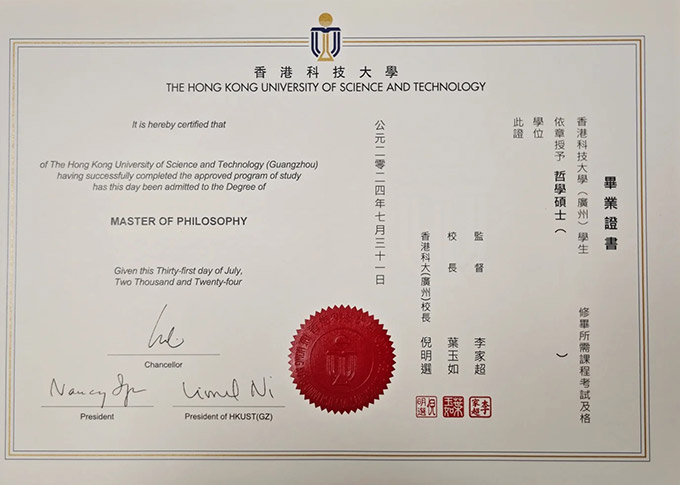 香港科技大學
THE HONG KONG UNIVERSITY OF SCIENCE AND TECHNOLOGY
It is hereby certified that
of The Hong Kong University of Science and Technology (Guangzhou)
having successfully completed the approved program of study
has this day been admitted to the Degree of
MASTER OF PHILOSOPHY
Given this Thirty-first day of July,
Two Thousand and Twenty-four
Chancellor
Nancy Ip
President
Lionel Ni
President of HKUST(GZ)
畢業證書
香港科技大學（廣州）學生 修畢所需課程考試及格
依章授予 哲學碩士（ ）
學位
此證
監督 李家超
校長 葉玉如
香港科大(廣州)校長 倪明選
公元二零二四年七月三十一日